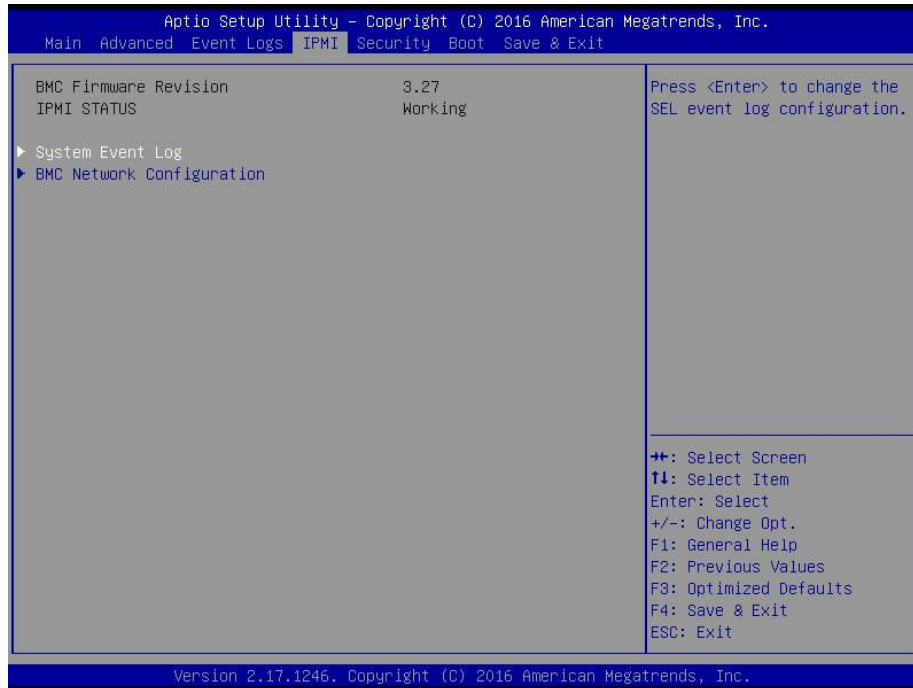 Aptio Setup Utility – Copyright (C) 2016 American Megatrends, Inc.
Main Advanced Event Logs IPMI Security Boot Save & Exit
BMC Firmware Revision 3.27
IPMI STATUS Working
System Event Log
BMC Network Configuration
Press <Enter> to change the
SEL event log configuration.
→←: Select Screen
↑↓: Select Item
Enter: Select
+/-: Change Opt.
F1: General Help
F2: Previous Values
F3: Optimized Defaults
F4: Save & Exit
ESC: Exit
Version 2.17.1246. Copyright (C) 2016 American Megatrends, Inc.